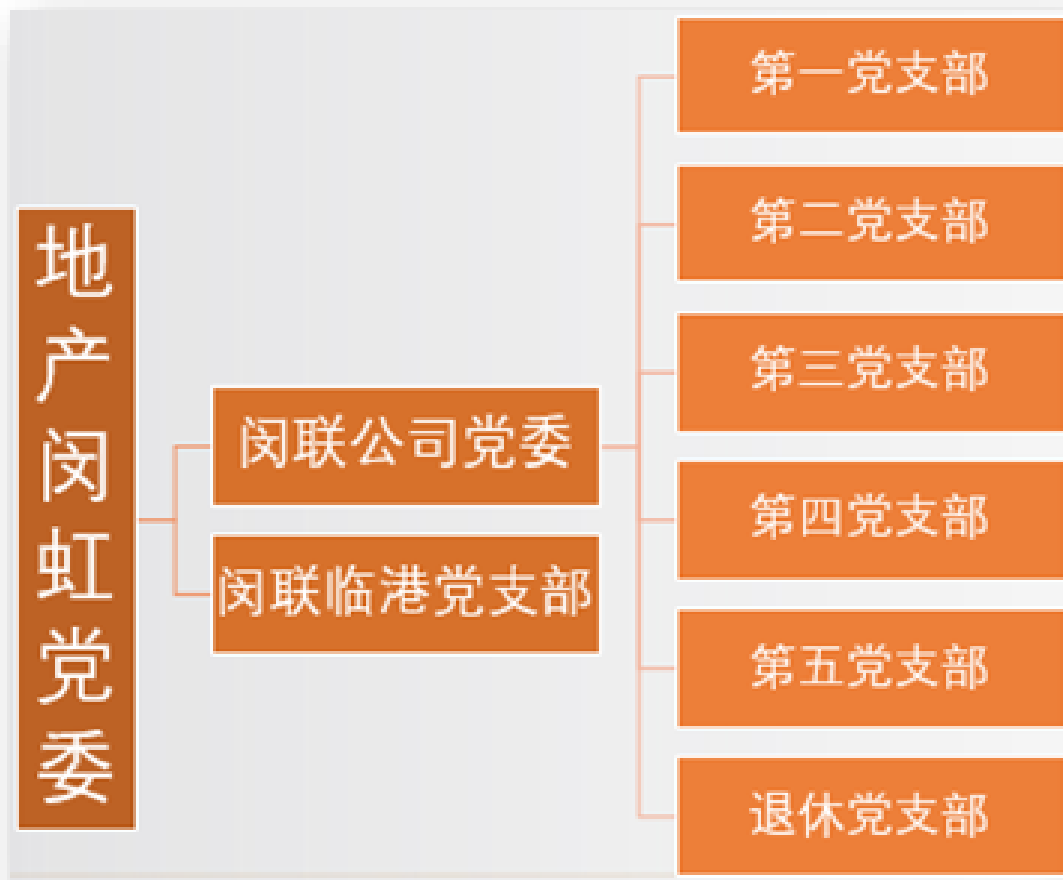 地产闵虹党委
闵联公司党委
闵联临港党支部
第一党支部
第二党支部
第三党支部
第四党支部
第五党支部
退休党支部